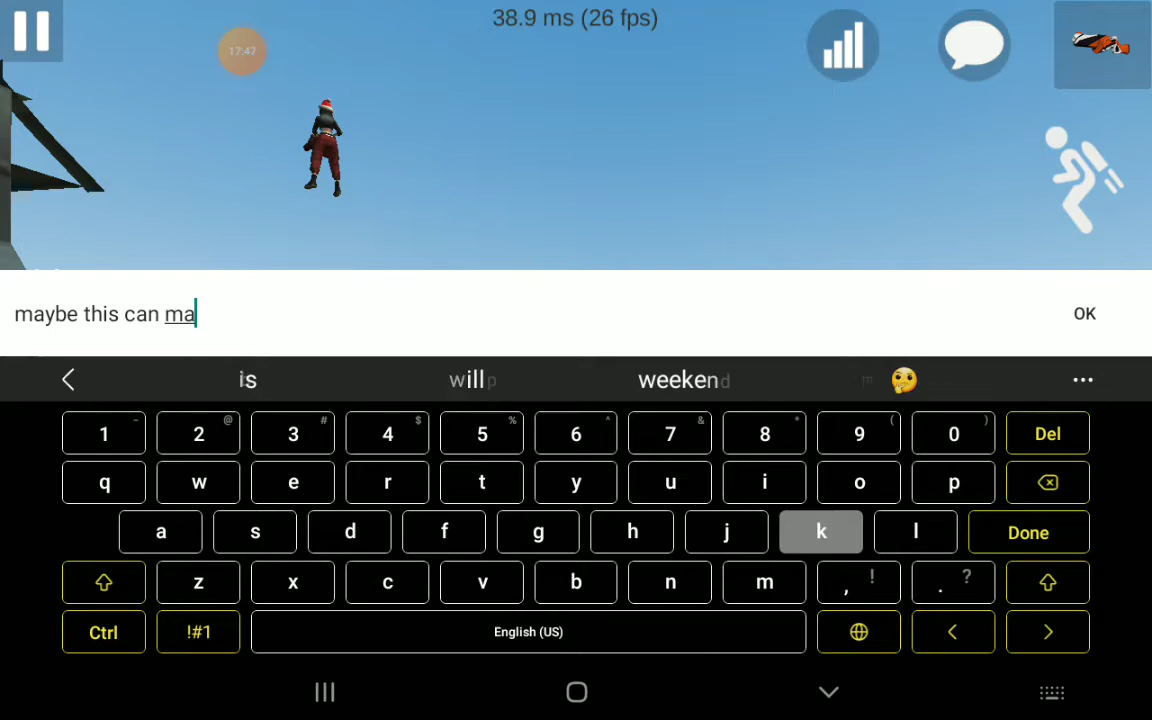 38.9 ms (26 fps)
17:47
maybe this can ma
OK
is will weekend
1 2 3 4 5 6 7 8 9 0 Del
q w e r t y u i o p
a s d f g h j k l Done
z x c v b n m , ! . ?
Ctrl !#1 English (US) < >